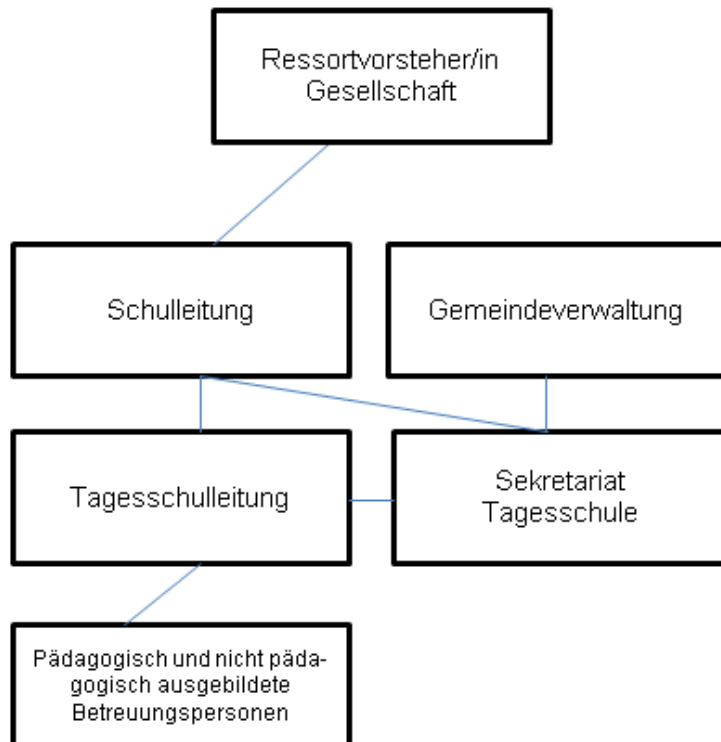 Ressortvorsteher/in
Gesellschaft
Schulleitung
Gemeindeverwaltung
Tagesschulleitung
Sekretariat
Tagesschule
Pädagogisch und nicht päda-
gogisch ausgebildete
Betreuungspersonen